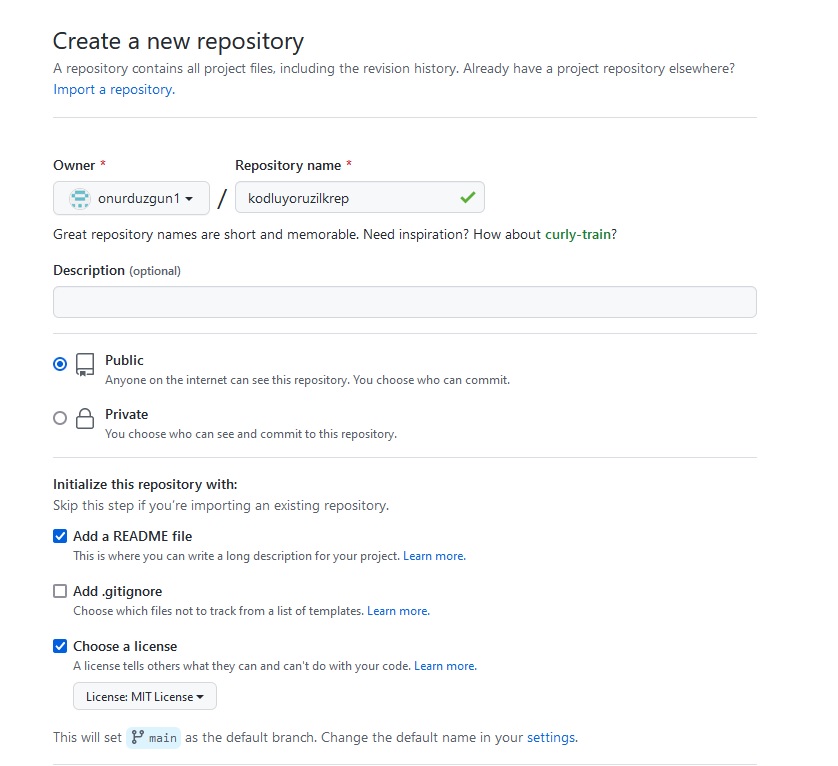 Create a new repository
A repository contains all project files, including the revision history. Already have a project repository elsewhere?
Import a repository.
Owner * Repository name *
onurduzgun1 / kodluyoruzilkrep
Great repository names are short and memorable. Need inspiration? How about curly-train?
Description (optional)
Public
Anyone on the internet can see this repository. You choose who can commit.
Private
You choose who can see and commit to this repository.
Initialize this repository with:
Skip this step if you're importing an existing repository.
Add a README file
This is where you can write a long description for your project. Learn more.
Add .gitignore
Choose which files not to track from a list of templates. Learn more.
Choose a license
A license tells others what they can and can't do with your code. Learn more.
License: MIT License
This will set main as the default branch. Change the default name in your settings.